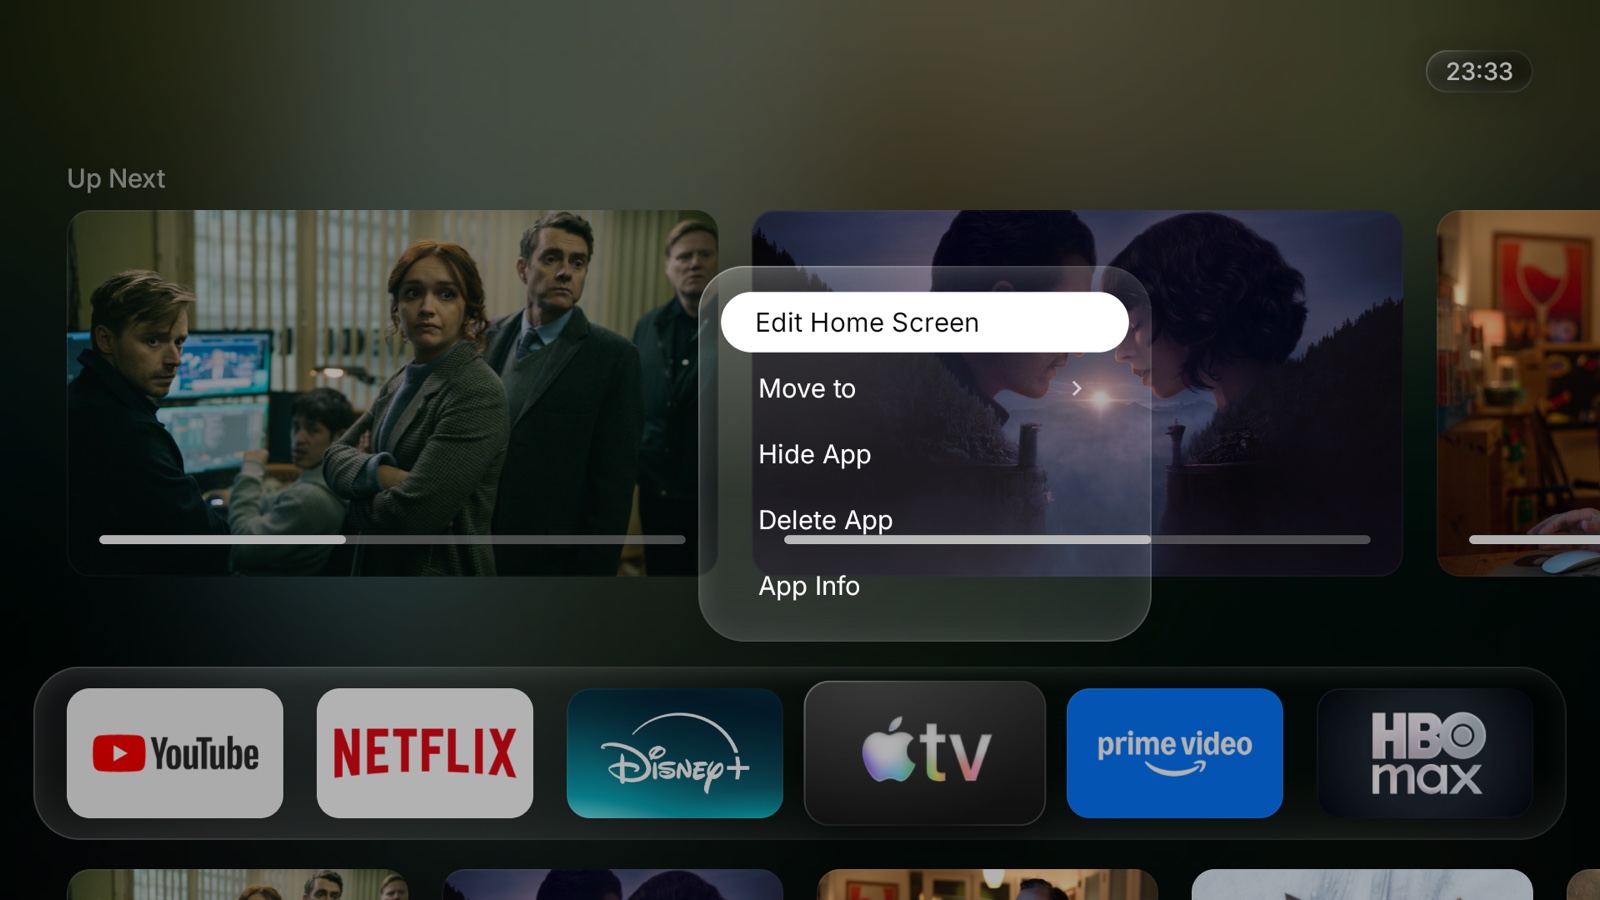 23:33
Up Next
Edit Home Screen
Move to
Hide App
Delete App
App Info
YouTube
NETFLIX
Disney+
tv
prime video
HBO
max